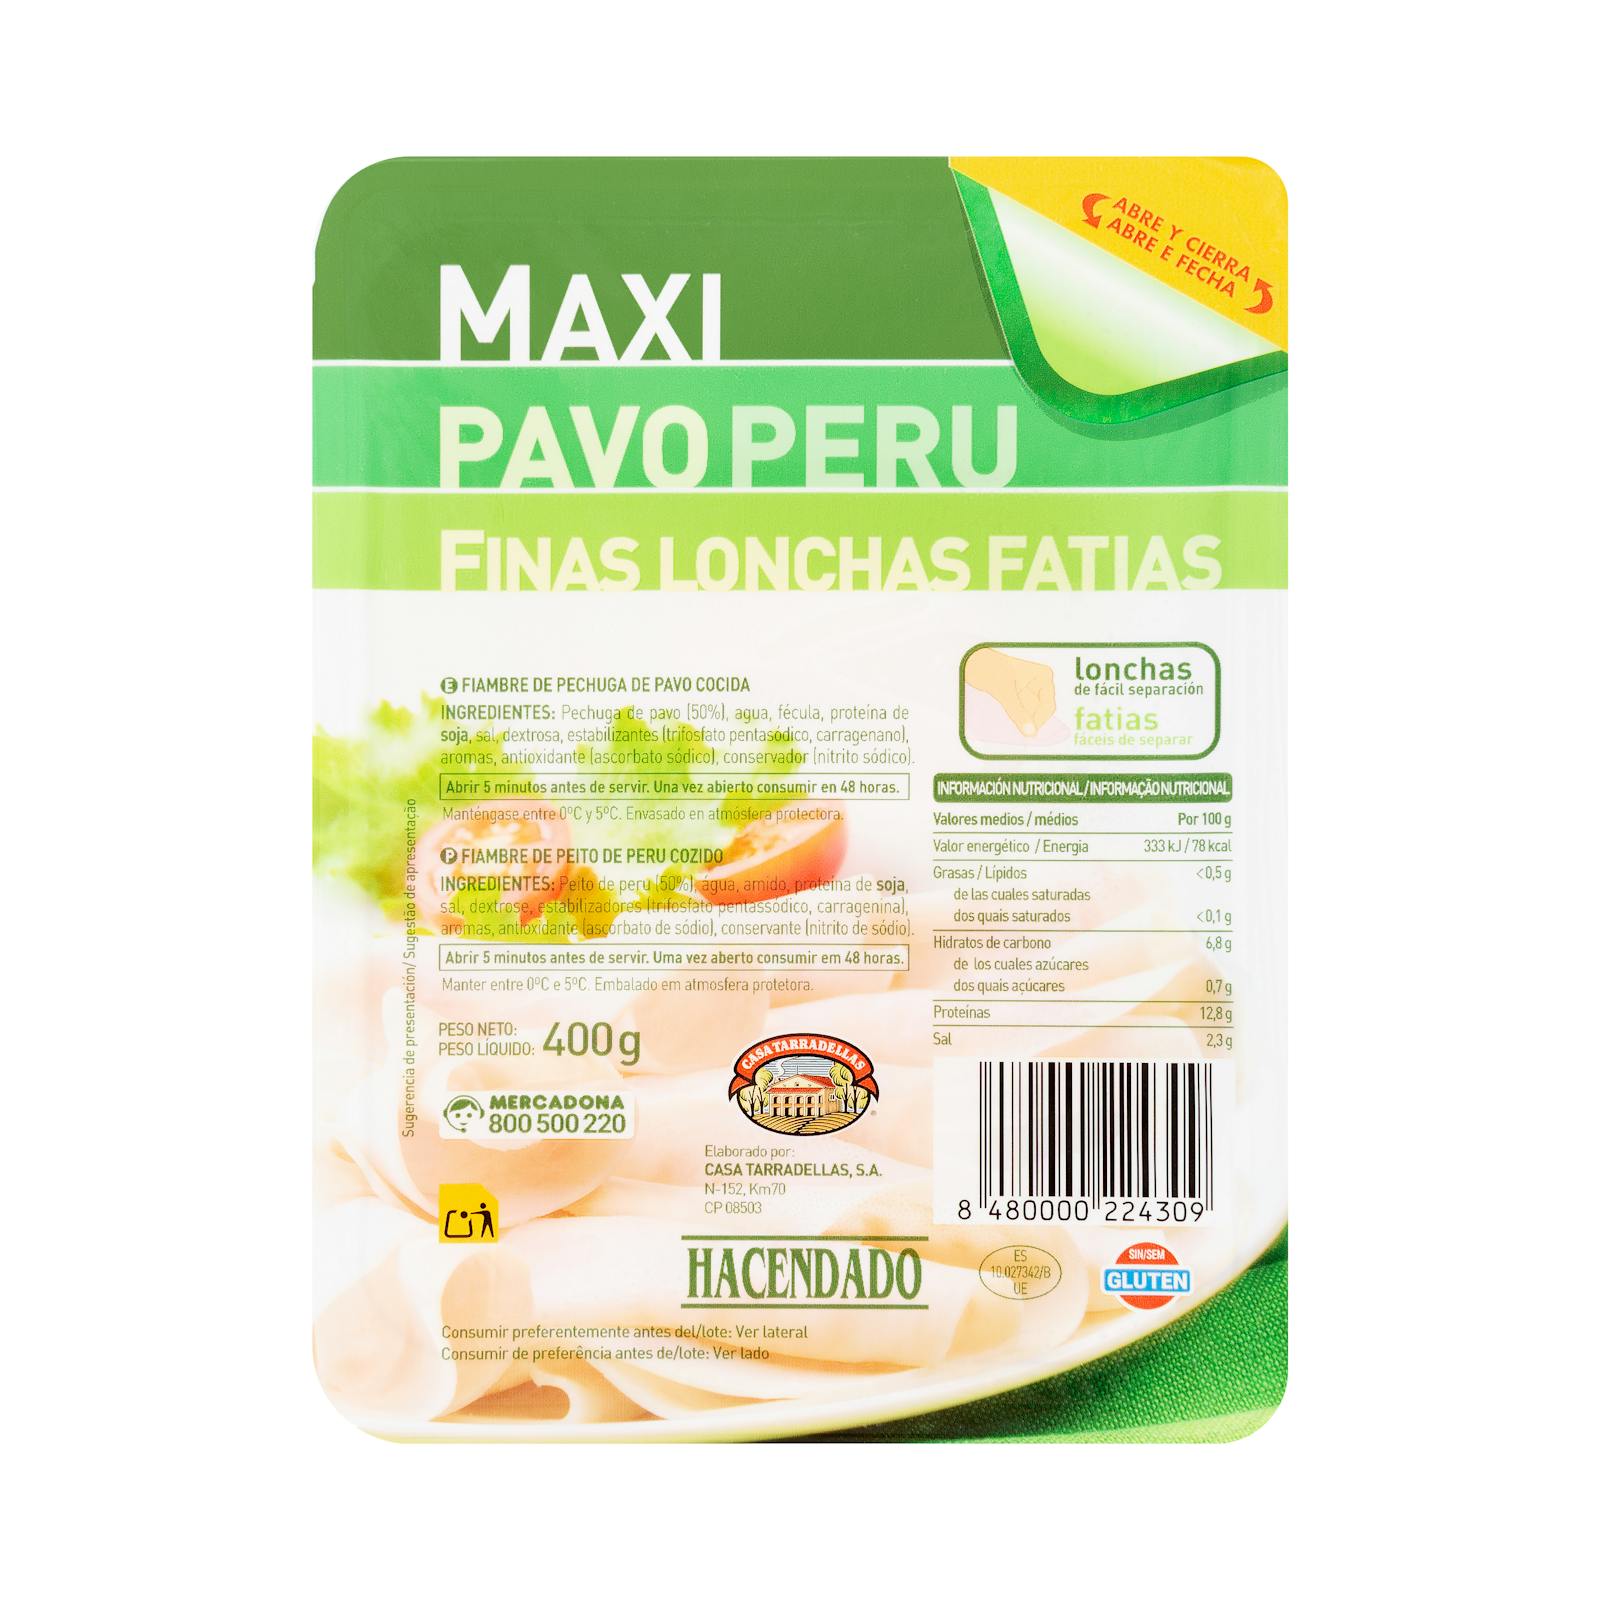 ABRE Y CIERRA
ABRE E FECHA
MAXI
PAVO PERU
FINAS LONCHAS FATIAS
E FIAMBRE DE PECHUGA DE PAVO COCIDA
INGREDIENTES: Pechuga de pavo (50%), agua, fécula, proteína de
soja, sal, dextrosa, estabilizantes (trifosfato pentasódico, carragenano),
aromas, antioxidante (ascorbato sódico), conservador (nitrito sódico).
Abrir 5 minutos antes de servir. Una vez abierto consumir en 48 horas.
Manténgase entre 0ºC y 5ºC. Envasado en atmósfera protectora.
P FIAMBRE DE PEITO DE PERU COZIDO
INGREDIENTES: Peito de peru (50%), água, amido, proteína de soja,
sal, dextrose, estabilizadores (trifosfato pentassódico, carragenina),
aromas, antioxidante (ascorbato de sódio), conservante (nitrito de sódio).
Abrir 5 minutos antes de servir. Uma vez aberto consumir em 48 horas.
Manter entre 0ºC e 5ºC. Embalado em atmosfera protetora.
Sugerencia de presentación/ Sugestão de apresentação
PESO NETO:
PESO LÍQUIDO: 400g
MERCADONA
800 500 220
CASA TARRADELLAS
Elaborado por:
CASA TARRADELLAS, S.A.
N-152, Km70
CP 08503
HACENDADO
Consumir preferentemente antes del/lote: Ver lateral
Consumir de preferência antes de/lote: Ver lado
lonchas
de fácil separación
fatias
fáceis de separar
INFORMACIÓN NUTRICIONAL/INFORMAÇÃO NUTRICIONAL
Valores medios / médios Por 100 g
Valor energético / Energia 333 kJ / 78 kcal
Grasas / Lípidos <0,5 g
de las cuales saturadas
dos quais saturados <0,1 g
Hidratos de carbono 6,8 g
de los cuales azúcares
dos quais açúcares 0,7 g
Proteínas 12,8 g
Sal 2,3 g
8 480000 224309
ES
10.027342/B
UE
SIN/SEM
GLUTEN